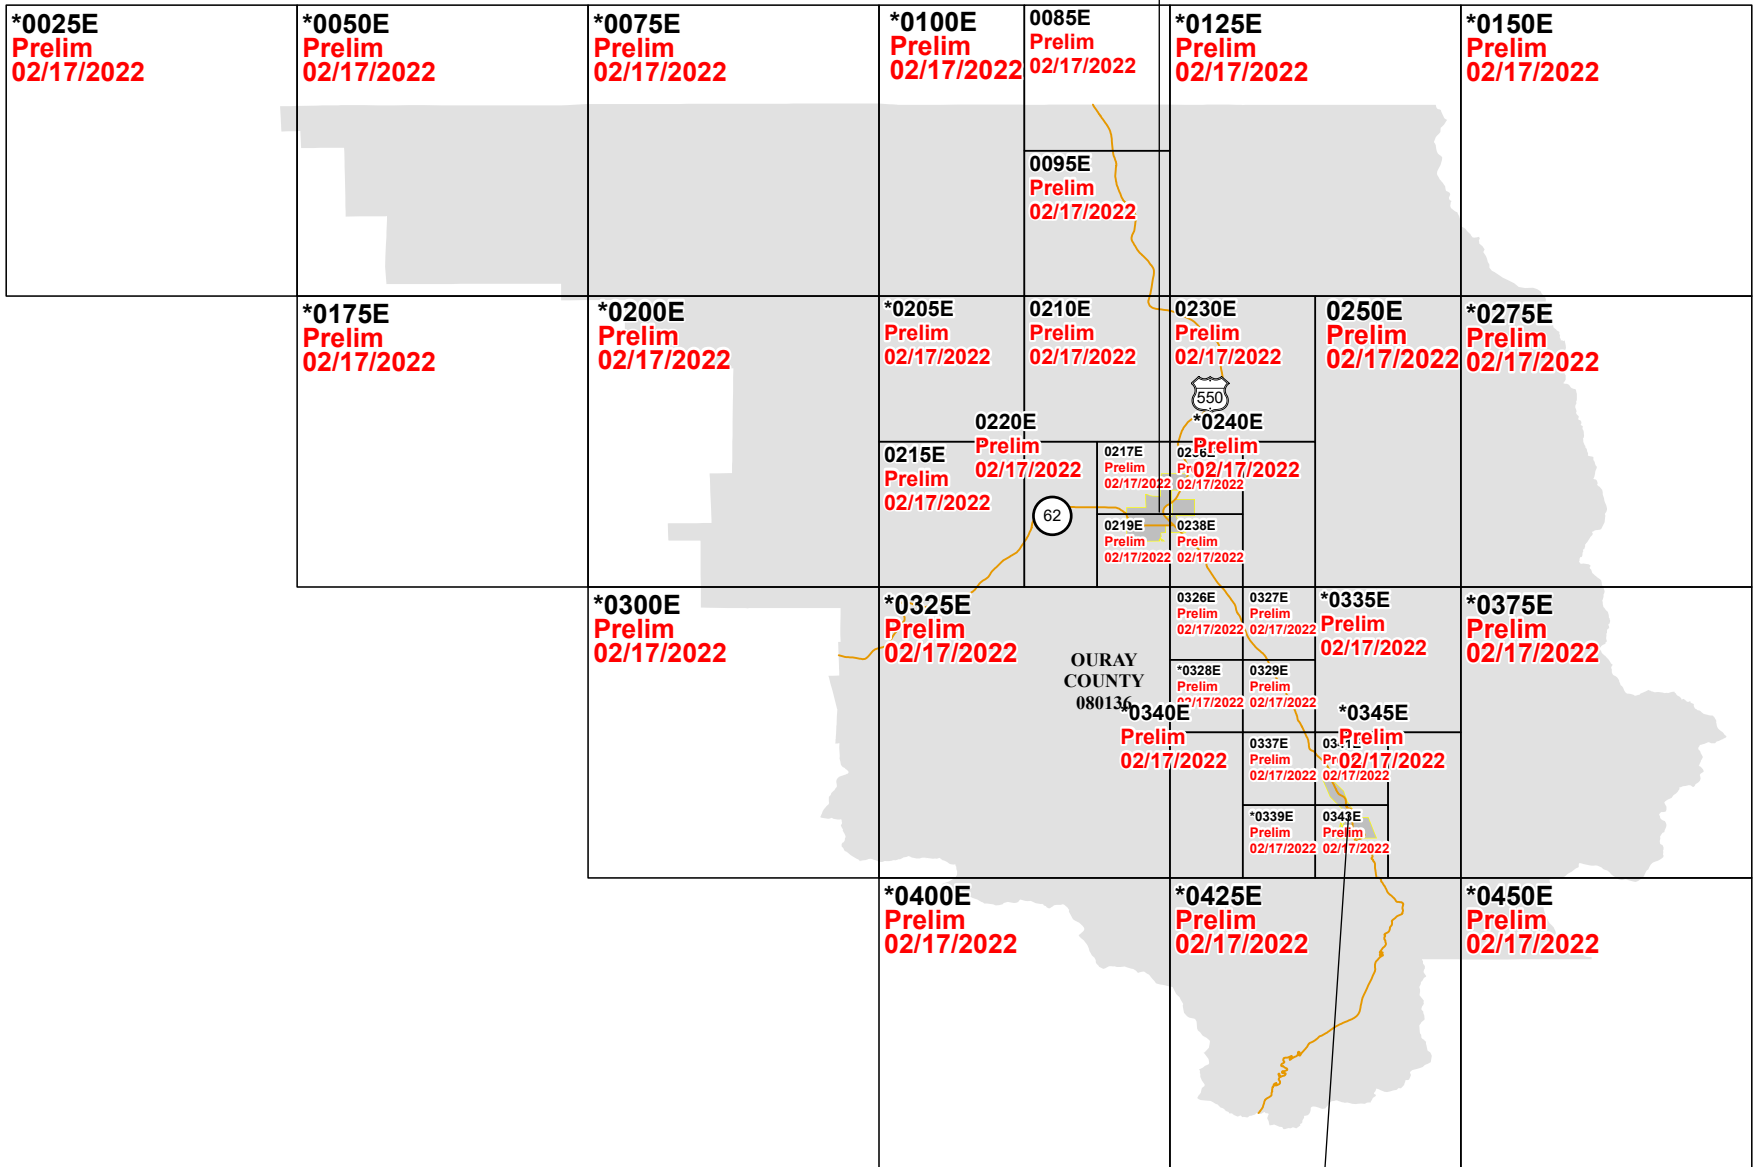 *0025E
Prelim
02/17/2022
*0050E
Prelim
02/17/2022
*0075E
Prelim
02/17/2022
*0100E
Prelim
02/17/2022
0085E
Prelim
02/17/2022
*0125E
Prelim
02/17/2022
*0150E
Prelim
02/17/2022
0095E
Prelim
02/17/2022
*0175E
Prelim
02/17/2022
*0200E
Prelim
02/17/2022
*0205E
Prelim
02/17/2022
0210E
Prelim
02/17/2022
0230E
Prelim
02/17/2022
0250E
Prelim
02/17/2022
*0275E
Prelim
02/17/2022
550
0220E
Prelim
02/17/2022
*0240E
Prelim
02/17/2022
0215E
Prelim
02/17/2022
0217E
Prelim
02/17/2022
02/17/2022
62
0219E
Prelim
02/17/2022
0238E
Prelim
02/17/2022
*0300E
Prelim
02/17/2022
*0325E
Prelim
02/17/2022
0326E
Prelim
02/17/2022
0327E
Prelim
02/17/2022
*0335E
Prelim
02/17/2022
*0375E
Prelim
02/17/2022
OURAY
COUNTY
080136
*0328E
Prelim
02/17/2022
0329E
Prelim
02/17/2022
*0340E
Prelim
02/17/2022
*0345E
Prelim
02/17/2022
0337E
Prelim
02/17/2022
02/17/2022
*0339E
Prelim
02/17/2022
0343E
Prelim
02/17/2022
*0400E
Prelim
02/17/2022
*0425E
Prelim
02/17/2022
*0450E
Prelim
02/17/2022